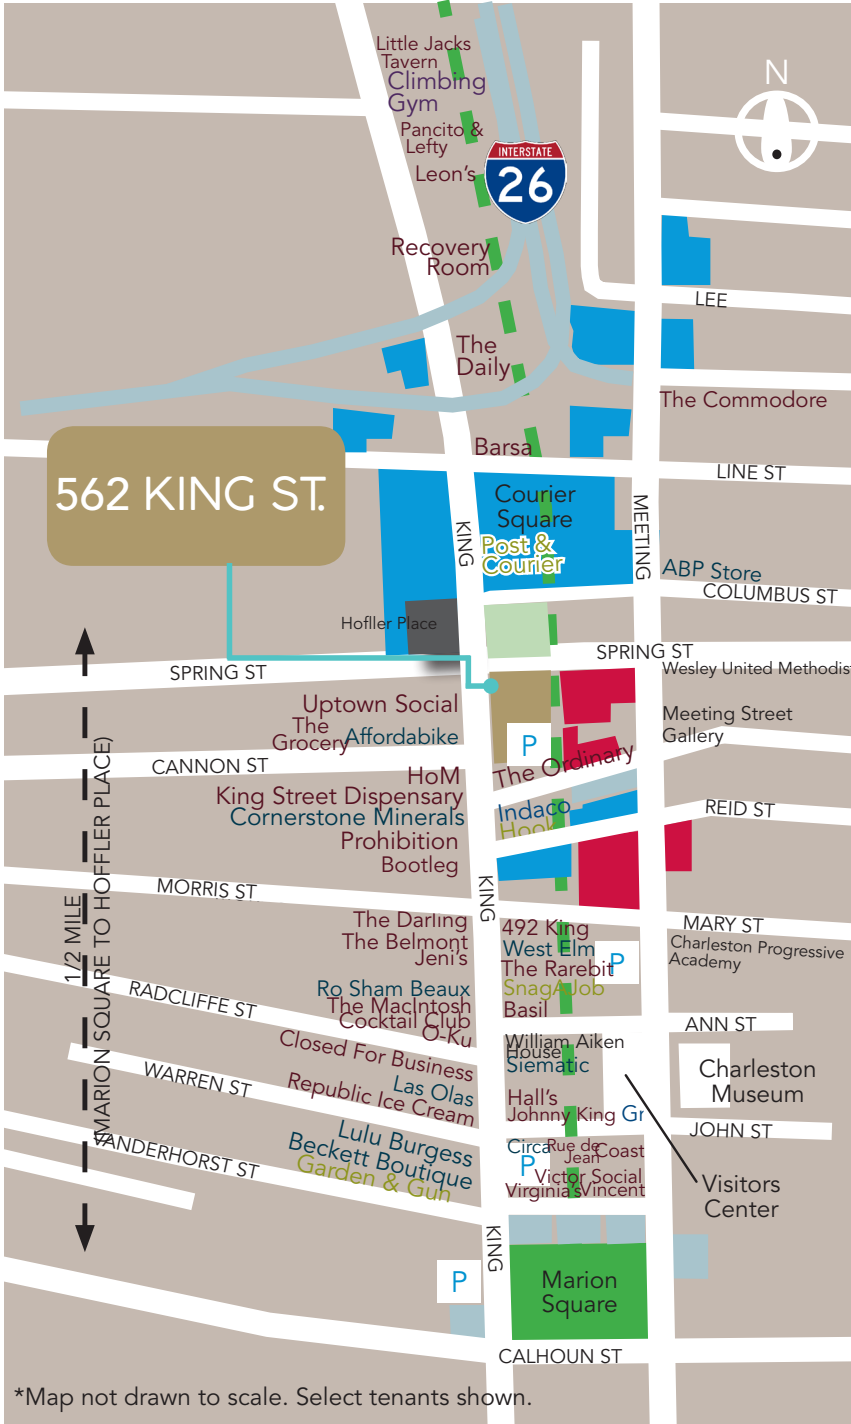 Little Jacks
Tavern
Climbing
Gym
N
Pancito &
Lefty
INTERSTATE
26
Leon's
Recovery
Room
LEE
The
Daily
The Commodore
Barsa
LINE ST
562 KING ST.
Courier
Square
KING
MEETING
Post &
Courier
ABP Store
COLUMBUS ST
Hofller Place
SPRING ST
SPRING ST
Wesley United Methodist
Uptown Social
The
Grocery
Affordabike
Meeting Street
Gallery
P
CANNON ST
The Ordinary
HoM
King Street Dispensary
Cornerstone Minerals
Indaco
Hook
REID ST
Prohibition
Bootleg
MORRIS ST
KING
1/2 MILE
(MARION SQUARE TO HOFFLER PLACE)
The Darling
The Belmont
Jeni's
492 King
West Elm
The Rarebit
P
SnagAJob
Basil
MARY ST
Charleston Progressive
Academy
RADCLIFFE ST
Ro Sham Beaux
The MacIntosh
Cocktail Club
O-Ku
ANN ST
Closed For Business
William Aiken
House
Siematic
WARREN ST
Las Olas
Republic Ice Cream
Hall's
Johnny King
Gr
Charleston
Museum
JOHN ST
VANDERHORST ST
Lulu Burgess
Beckett Boutique
Garden & Gun
Circa
Rue de
Jean
Coast
P
Victor Social
Virginia's
Vincent
Visitors
Center
KING
P
Marion
Square
CALHOUN ST
*Map not drawn to scale. Select tenants shown.